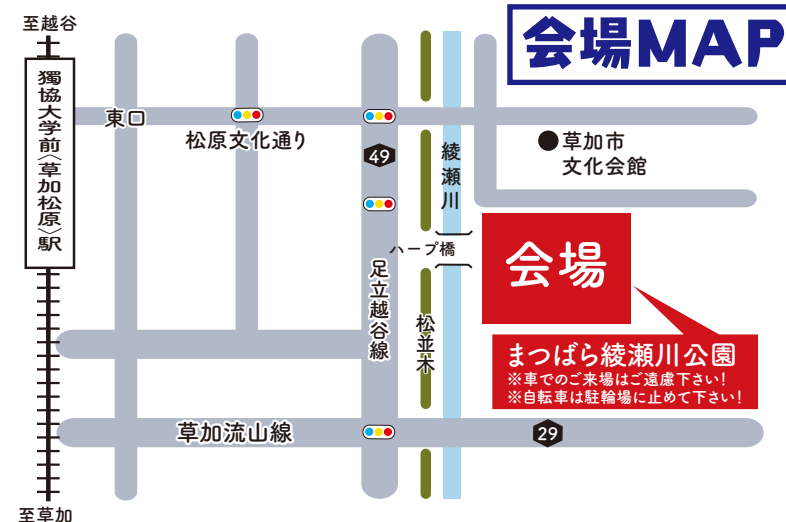 至越谷
会場MAP
獨協大学前〈草加松原〉駅
東口
松原文化通り
49
綾瀬川
草加市
文化会館
ハープ橋
会場
足立越谷線
松並木
まつばら綾瀬川公園
※車でのご来場はご遠慮下さい!
※自転車は駐輪場に止めて下さい!
草加流山線
29
至草加